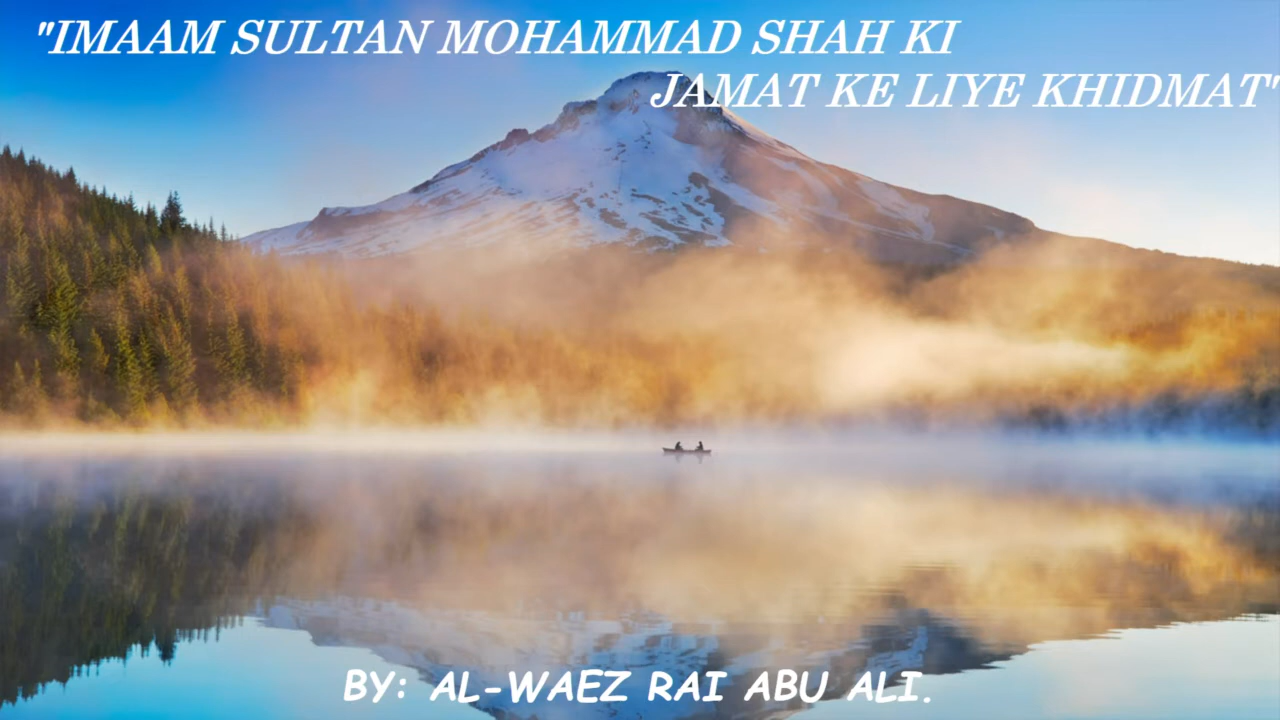 "IMAAM SULTAN MOHAMMAD SHAH KI
JAMAT KE LIYE KHIDMAT"
BY: AL-WAEZ RAI ABU ALI.